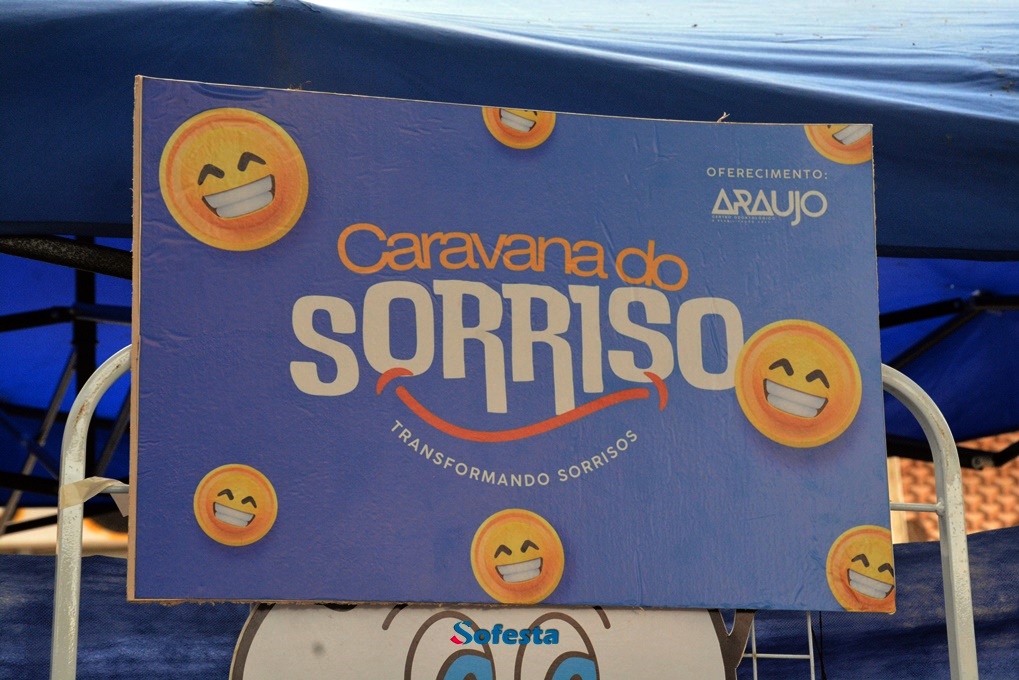 OFERECIMENTO:
ARAUJO
Caravana do
SORRISO
TRANSFORMANDO SORRISOS
Sofesta